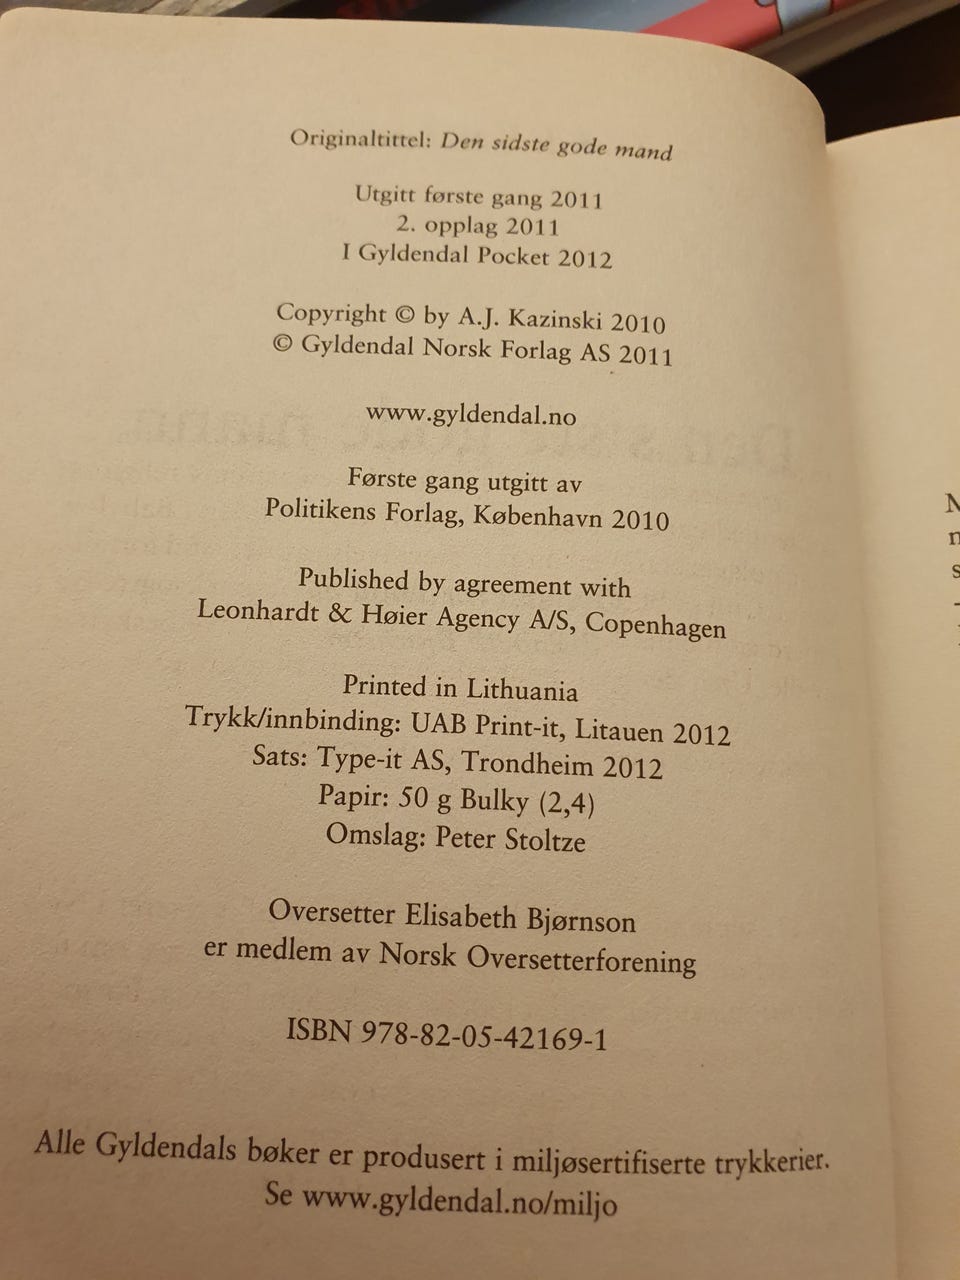 Originaltittel: Den sidste gode mand
Utgitt første gang 2011
2. opplag 2011
I Gyldendal Pocket 2012
Copyright © by A.J. Kazinski 2010
© Gyldendal Norsk Forlag AS 2011
www.gyldendal.no
Første gang utgitt av
Politikens Forlag, København 2010
Published by agreement with
Leonhardt & Høier Agency A/S, Copenhagen
Printed in Lithuania
Trykk/innbinding: UAB Print-it, Litauen 2012
Sats: Type-it AS, Trondheim 2012
Papir: 50 g Bulky (2,4)
Omslag: Peter Stoltze
Oversetter Elisabeth Bjørnson
er medlem av Norsk Oversetterforening
ISBN 978-82-05-42169-1
Alle Gyldendals bøker er produsert i miljøsertifiserte trykkerier.
Se www.gyldendal.no/miljo